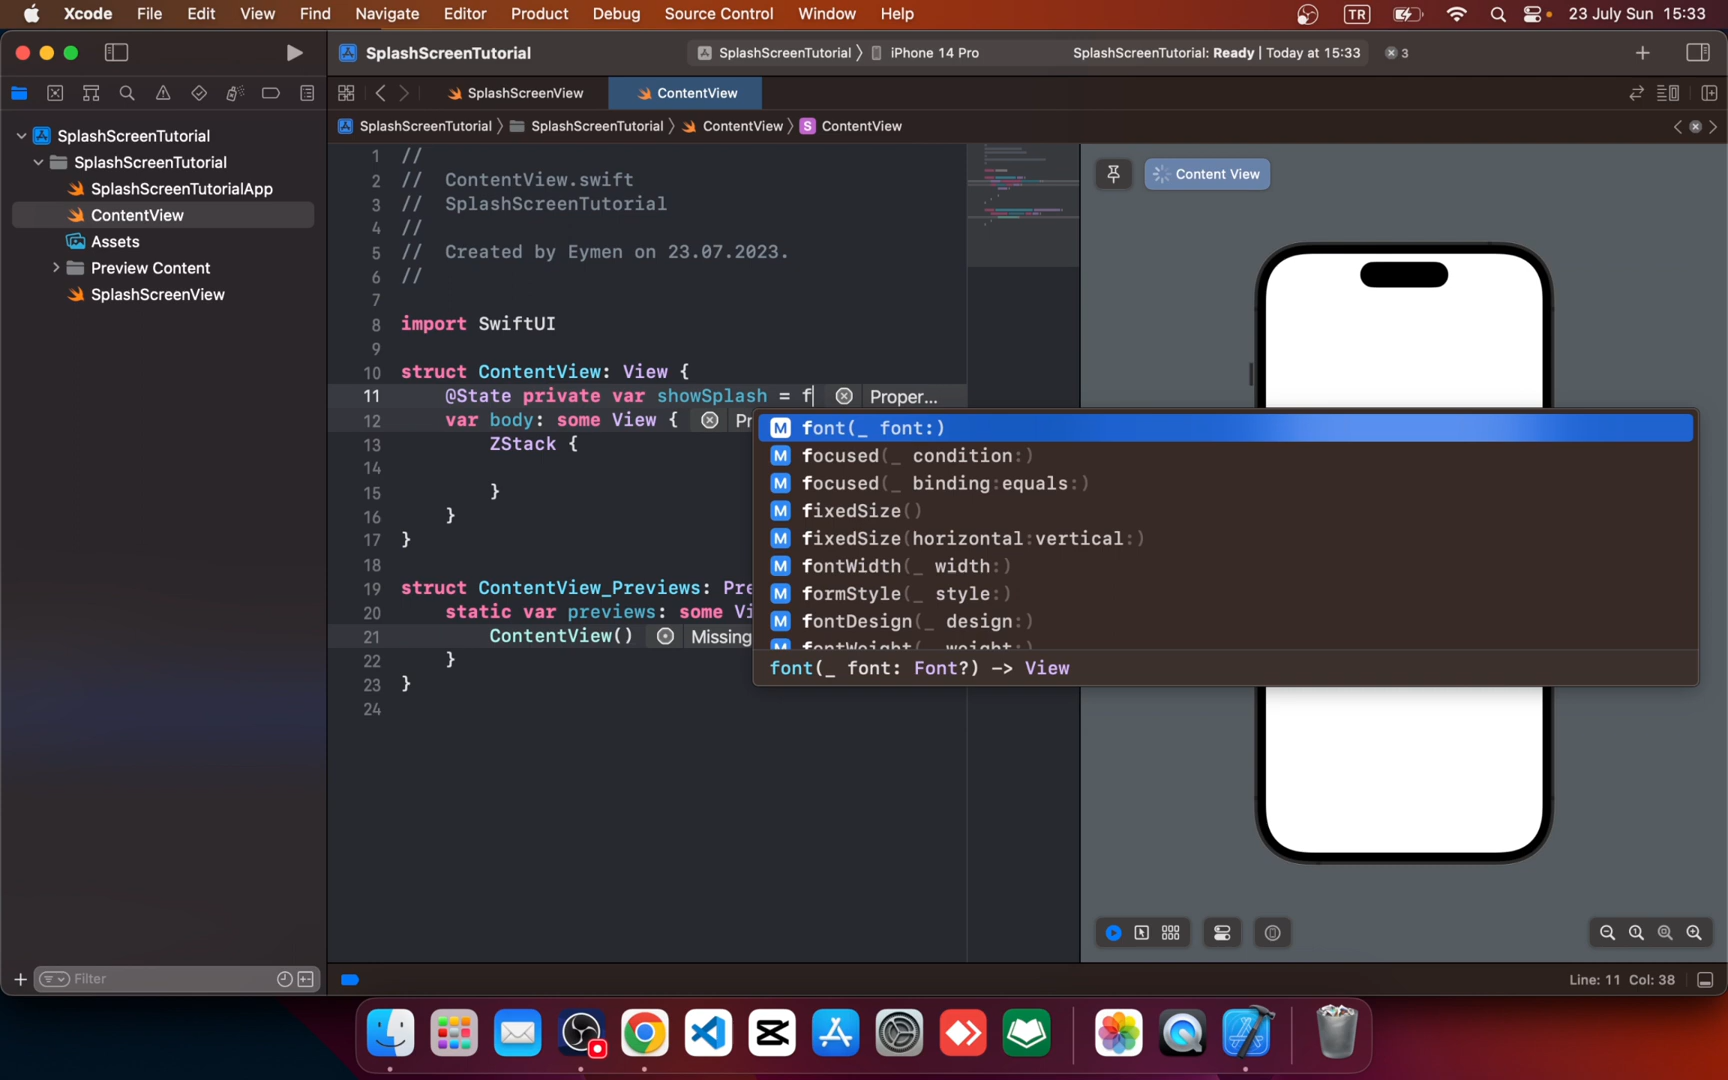 Xcode File Edit View Find Navigate Editor Product Debug Source Control Window Help TR 23 July Sun 15:33
SplashScreenTutorial SplashScreenTutorial 〉 iPhone 14 Pro SplashScreenTutorial: Ready | Today at 15:33 3
SplashScreenView ContentView
SplashScreenTutorial 〉 SplashScreenTutorial 〉 ContentView 〉 S ContentView
SplashScreenTutorial
SplashScreenTutorial
SplashScreenTutorialApp
ContentView
Assets
Preview Content
SplashScreenView
Filter
1 //
2 // ContentView.swift
3 // SplashScreenTutorial
4 //
5 // Created by Eymen on 23.07.2023.
6 //
7
8 import SwiftUI
9
10 struct ContentView: View {
11 @State private var showSplash = f Proper...
12 var body: some View { Pr
13 ZStack {
14
15 }
16 }
17 }
18
19 struct ContentView_Previews: Pre
20 static var previews: some Vi
21 ContentView() Missing
22 }
23 }
24
M font(_ font:)
M focused(_ condition:)
M focused(_ binding:equals:)
M fixedSize()
M fixedSize(horizontal:vertical:)
M fontWidth(_ width:)
M formStyle(_ style:)
M fontDesign(_ design:)
M fontWeight(_ weight:)
font(_ font: Font?) -> View
Content View
Line: 11 Col: 38